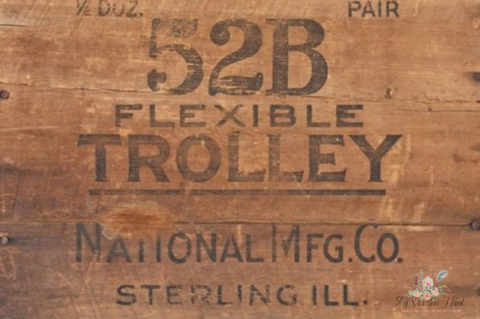 ½ DOZ. PAIR
52B
FLEXIBLE
TROLLEY
NATIONAL MFG. CO.
STERLING, ILL.